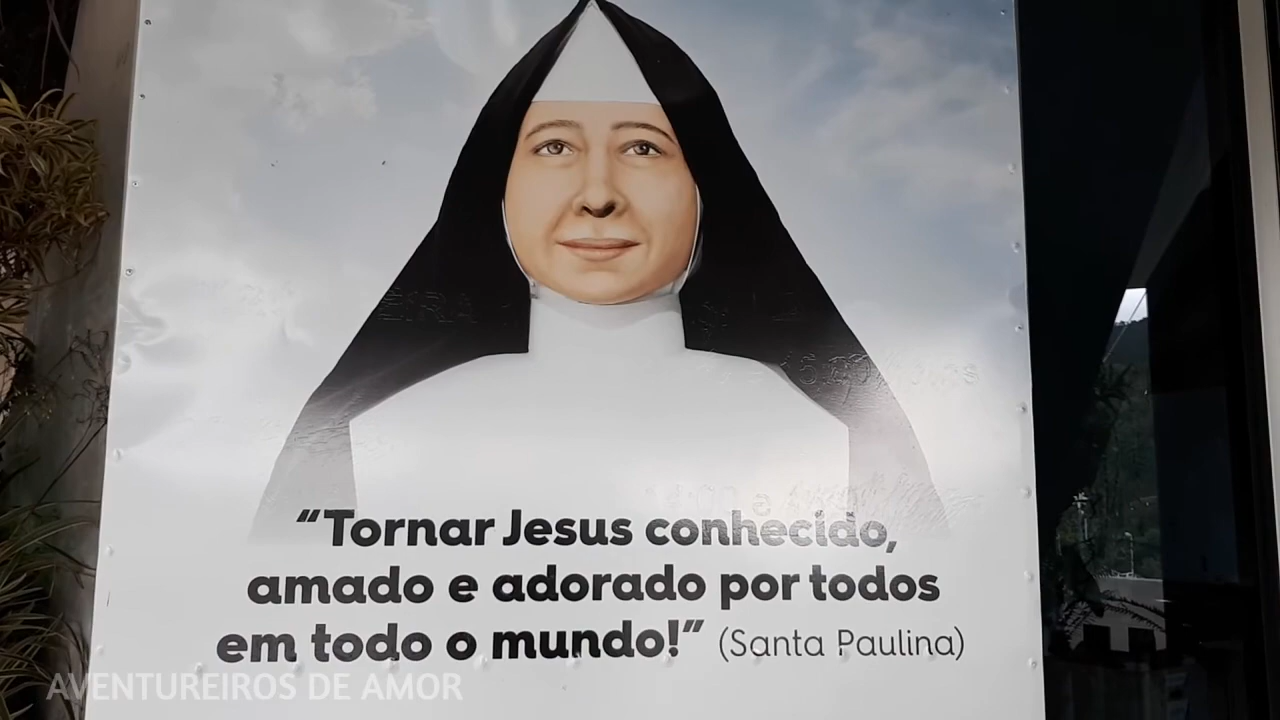 “Tornar Jesus conhecido,
amado e adorado por todos
em todo o mundo!” (Santa Paulina)
AVENTUREIROS DE AMOR